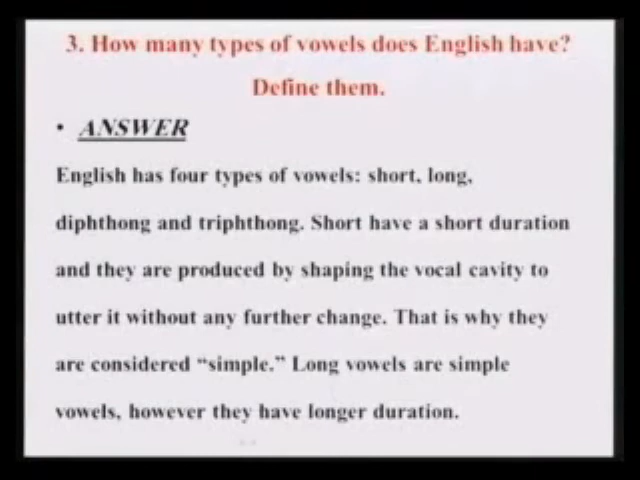 3. How many types of vowels does English have?
Define them.
• ANSWER
English has four types of vowels: short, long,
diphthong and triphthong. Short have a short duration
and they are produced by shaping the vocal cavity to
utter it without any further change. That is why they
are considered “simple.” Long vowels are simple
vowels, however they have longer duration.